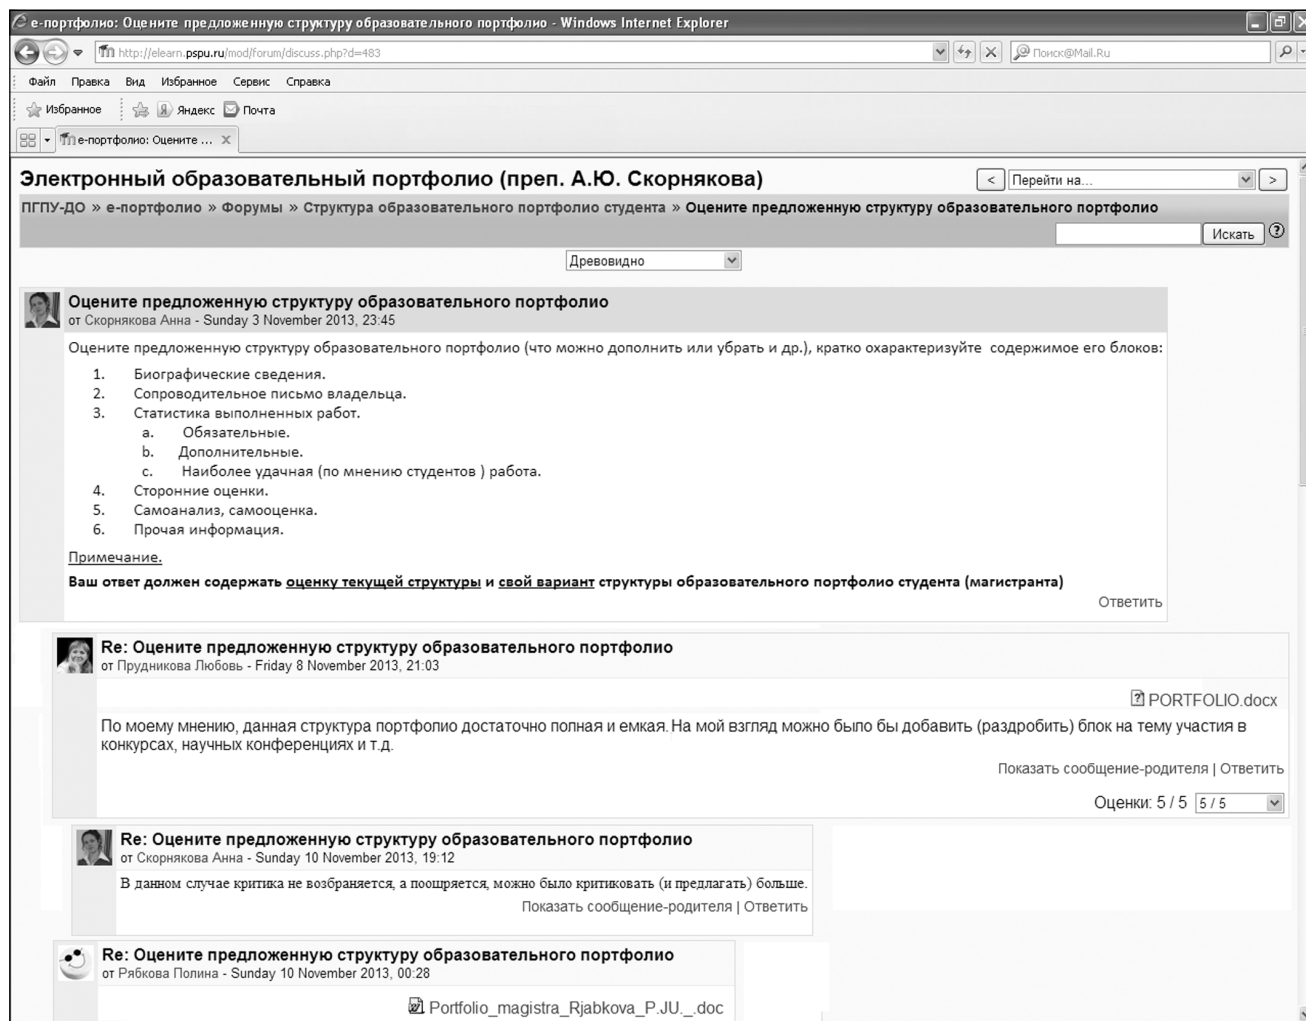 е-портфолио: Оцените предложенную структуру образовательного портфолио - Windows Internet Explorer
http://elearn.pspu.ru/mod/forum/discuss.php?d=483
Поиск@Mail.Ru
Файл Правка Вид Избранное Сервис Справка
Избранное Яндекс Почта
е-портфолио: Оцените ...
Электронный образовательный портфолио (преп. А.Ю. Скорнякова)
< Перейти на... >
ПГПУ-ДО » е-портфолио » Форумы » Структура образовательного портфолио студента » Оцените предложенную структуру образовательного портфолио
Искать
Древовидно
Оцените предложенную структуру образовательного портфолио
от Скорнякова Анна - Sunday 3 November 2013, 23:45
Оцените предложенную структуру образовательного портфолио (что можно дополнить или убрать и др.), кратко охарактеризуйте содержимое его блоков:
1. Биографические сведения.
2. Сопроводительное письмо владельца.
3. Статистика выполненных работ.
a. Обязательные.
b. Дополнительные.
c. Наиболее удачная (по мнению студентов ) работа.
4. Сторонние оценки.
5. Самоанализ, самооценка.
6. Прочая информация.
Примечание.
Ваш ответ должен содержать оценку текущей структуры и свой вариант структуры образовательного портфолио студента (магистранта)
Ответить
Re: Оцените предложенную структуру образовательного портфолио
от Прудникова Любовь - Friday 8 November 2013, 21:03
PORTFOLIO.docx
По моему мнению, данная структура портфолио достаточно полная и емкая. На мой взгляд можно было бы добавить (раздробить) блок на тему участия в
конкурсах, научных конференциях и т.д.
Показать сообщение-родителя | Ответить
Оценки: 5 / 5 5 / 5
Re: Оцените предложенную структуру образовательного портфолио
от Скорнякова Анна - Sunday 10 November 2013, 19:12
В данном случае критика не возбраняется, а поощряется, можно было критиковать (и предлагать) больше.
Показать сообщение-родителя | Ответить
Re: Оцените предложенную структуру образовательного портфолио
от Рябкова Полина - Sunday 10 November 2013, 00:28
Portfolio_magistra_Rjabkova_P.JU._.doc